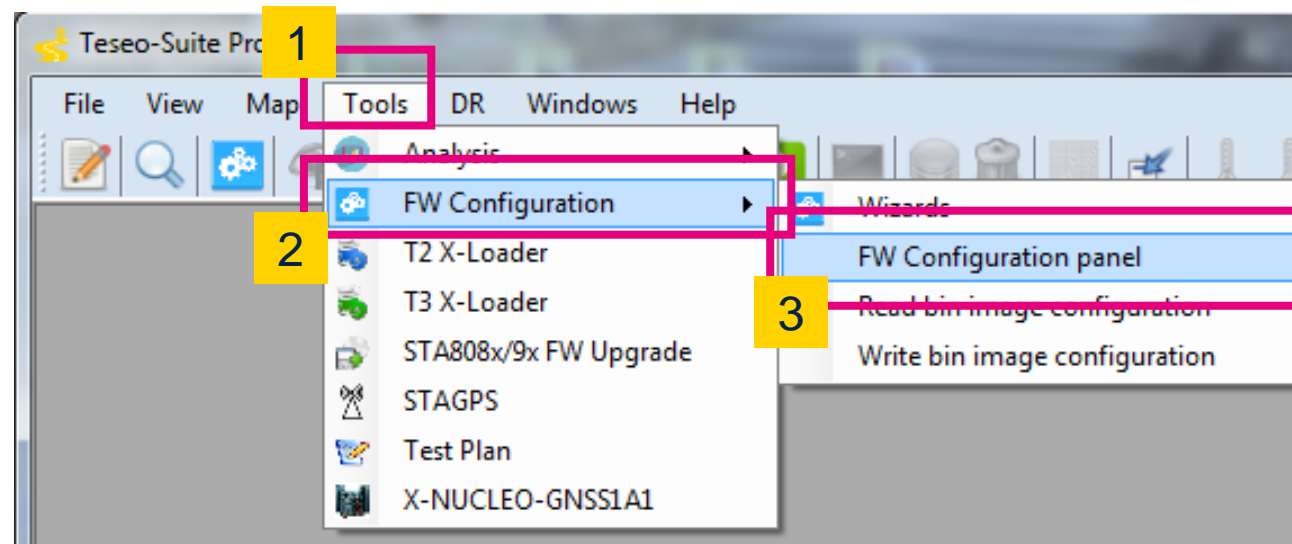 Teseo-Suite Pro
1
File View Map Tools DR Windows Help
Analysis
FW Configuration
Wizards
2
T2 X-Loader
FW Configuration panel
T3 X-Loader
3
Read bin image configuration
STA808x/9x FW Upgrade
Write bin image configuration
STAGPS
Test Plan
X-NUCLEO-GNSS1A1